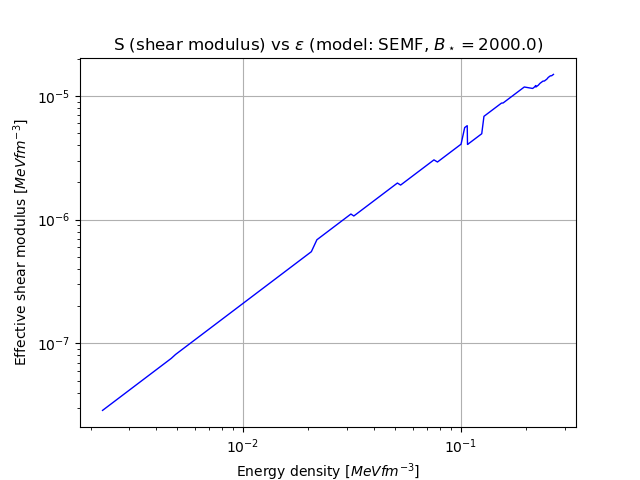 S (shear modulus) vs ε (model: SEMF, B⋆ = 2000.0)
10⁻⁵
10⁻⁶
10⁻⁷
Effective shear modulus [MeVfm⁻³]
10⁻² 10⁻¹
Energy density [MeVfm⁻³]